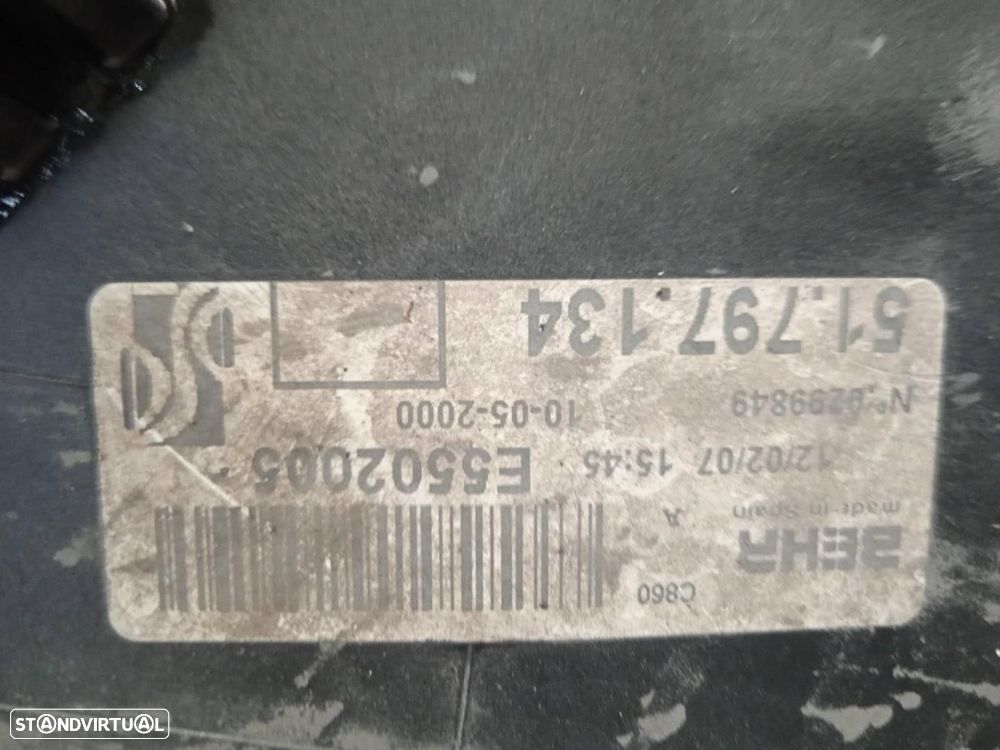 C860
BEHR
made in Spain
A
12/02/07 15:45
E5502005
Nº.9299849
10-05-2000
51.797.134
STANDVIRTUAL